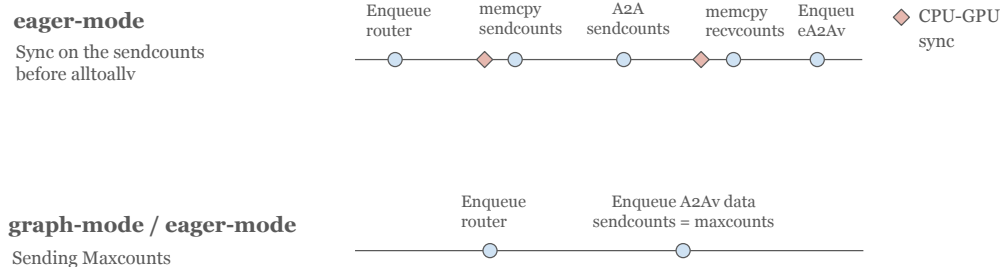 eager-mode
Sync on the sendcounts
before alltoallv
Enqueue
router
memcpy
sendcounts
A2A
sendcounts
memcpy
recvcounts
Enqueu
eA2Av
CPU-GPU
sync
graph-mode / eager-mode
Sending Maxcounts
Enqueue
router
Enqueue A2Av data
sendcounts = maxcounts